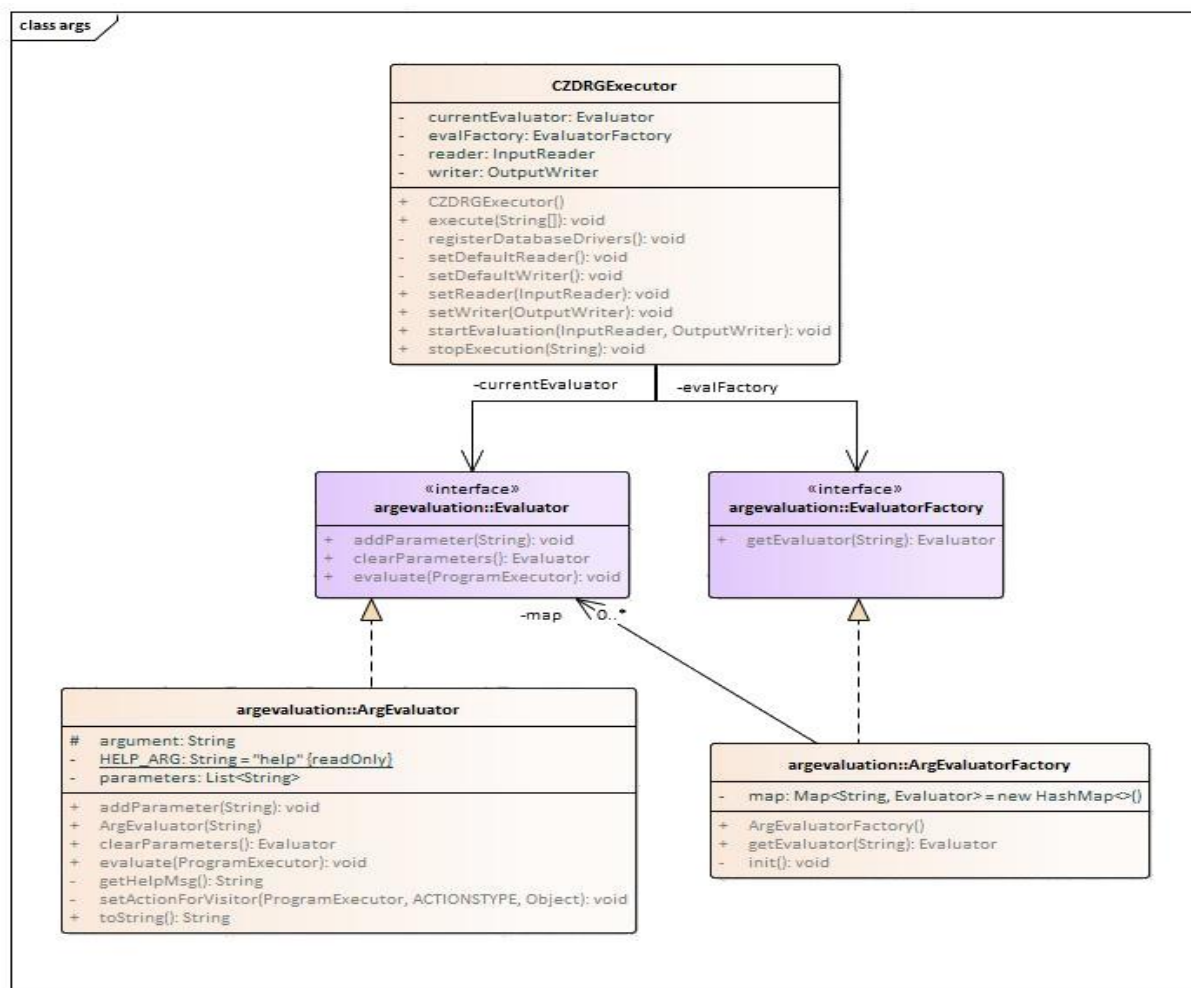 class args
CZDRGExecutor
- currentEvaluator: Evaluator
- evalFactory: EvaluatorFactory
- reader: InputReader
- writer: OutputWriter
+ CZDRGExecutor()
+ execute(String[]): void
- registerDatabaseDrivers(): void
- setDefaultReader(): void
- setDefaultWriter(): void
+ setReader(InputReader): void
+ setWriter(OutputWriter): void
+ startEvaluation(InputReader, OutputWriter): void
+ stopExecution(String): void
-currentEvaluator
-evalFactory
«interface»
argevaluation::Evaluator
+ addParameter(String): void
+ clearParameters(): Evaluator
+ evaluate(ProgramExecutor): void
«interface»
argevaluation::EvaluatorFactory
+ getEvaluator(String): Evaluator
-map 0..*
argevaluation::ArgEvaluator
# argument: String
- HELP_ARG: String = "help" {readOnly}
- parameters: List<String>
+ addParameter(String): void
+ ArgEvaluator(String)
+ clearParameters(): Evaluator
+ evaluate(ProgramExecutor): void
- getHelpMsg(): String
- setActionForVisitor(ProgramExecutor, ACTIONSTYPE, Object): void
+ toString(): String
argevaluation::ArgEvaluatorFactory
- map: Map<String, Evaluator> = new HashMap<>()
+ ArgEvaluatorFactory()
+ getEvaluator(String): Evaluator
- init(): void